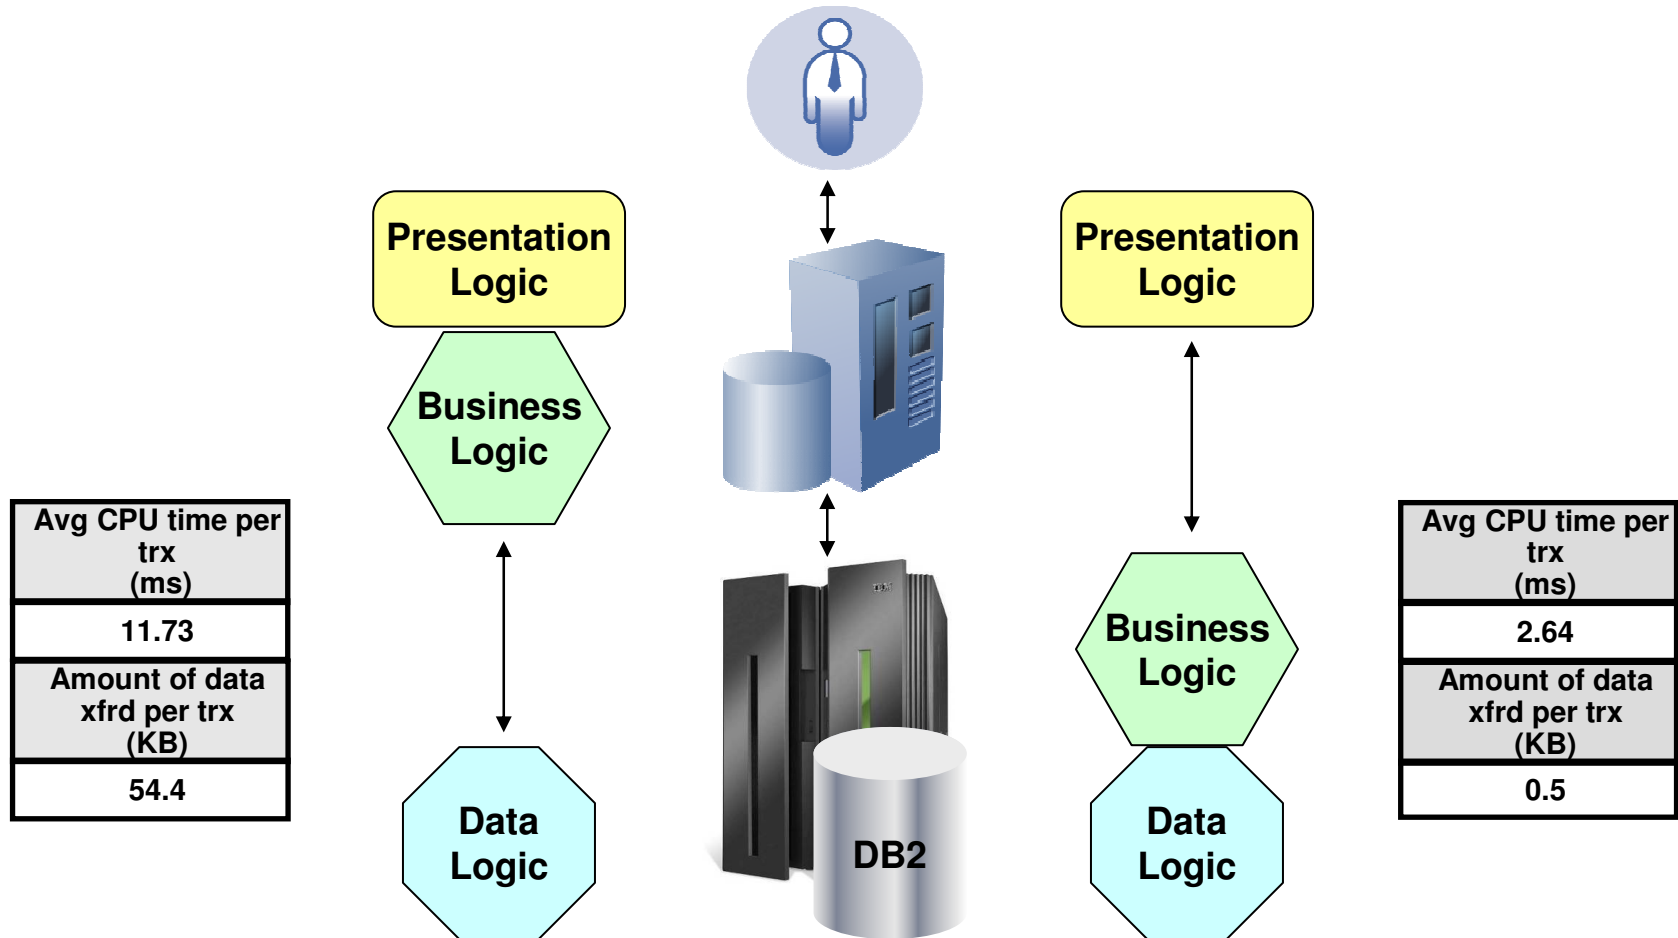 Presentation
Logic
Business
Logic
Avg CPU time per
trx
(ms)
11.73
Amount of data
xfrd per trx
(KB)
54.4
Data
Logic
IBM
DB2
Presentation
Logic
Business
Logic
Data
Logic
Avg CPU time per
trx
(ms)
2.64
Amount of data
xfrd per trx
(KB)
0.5